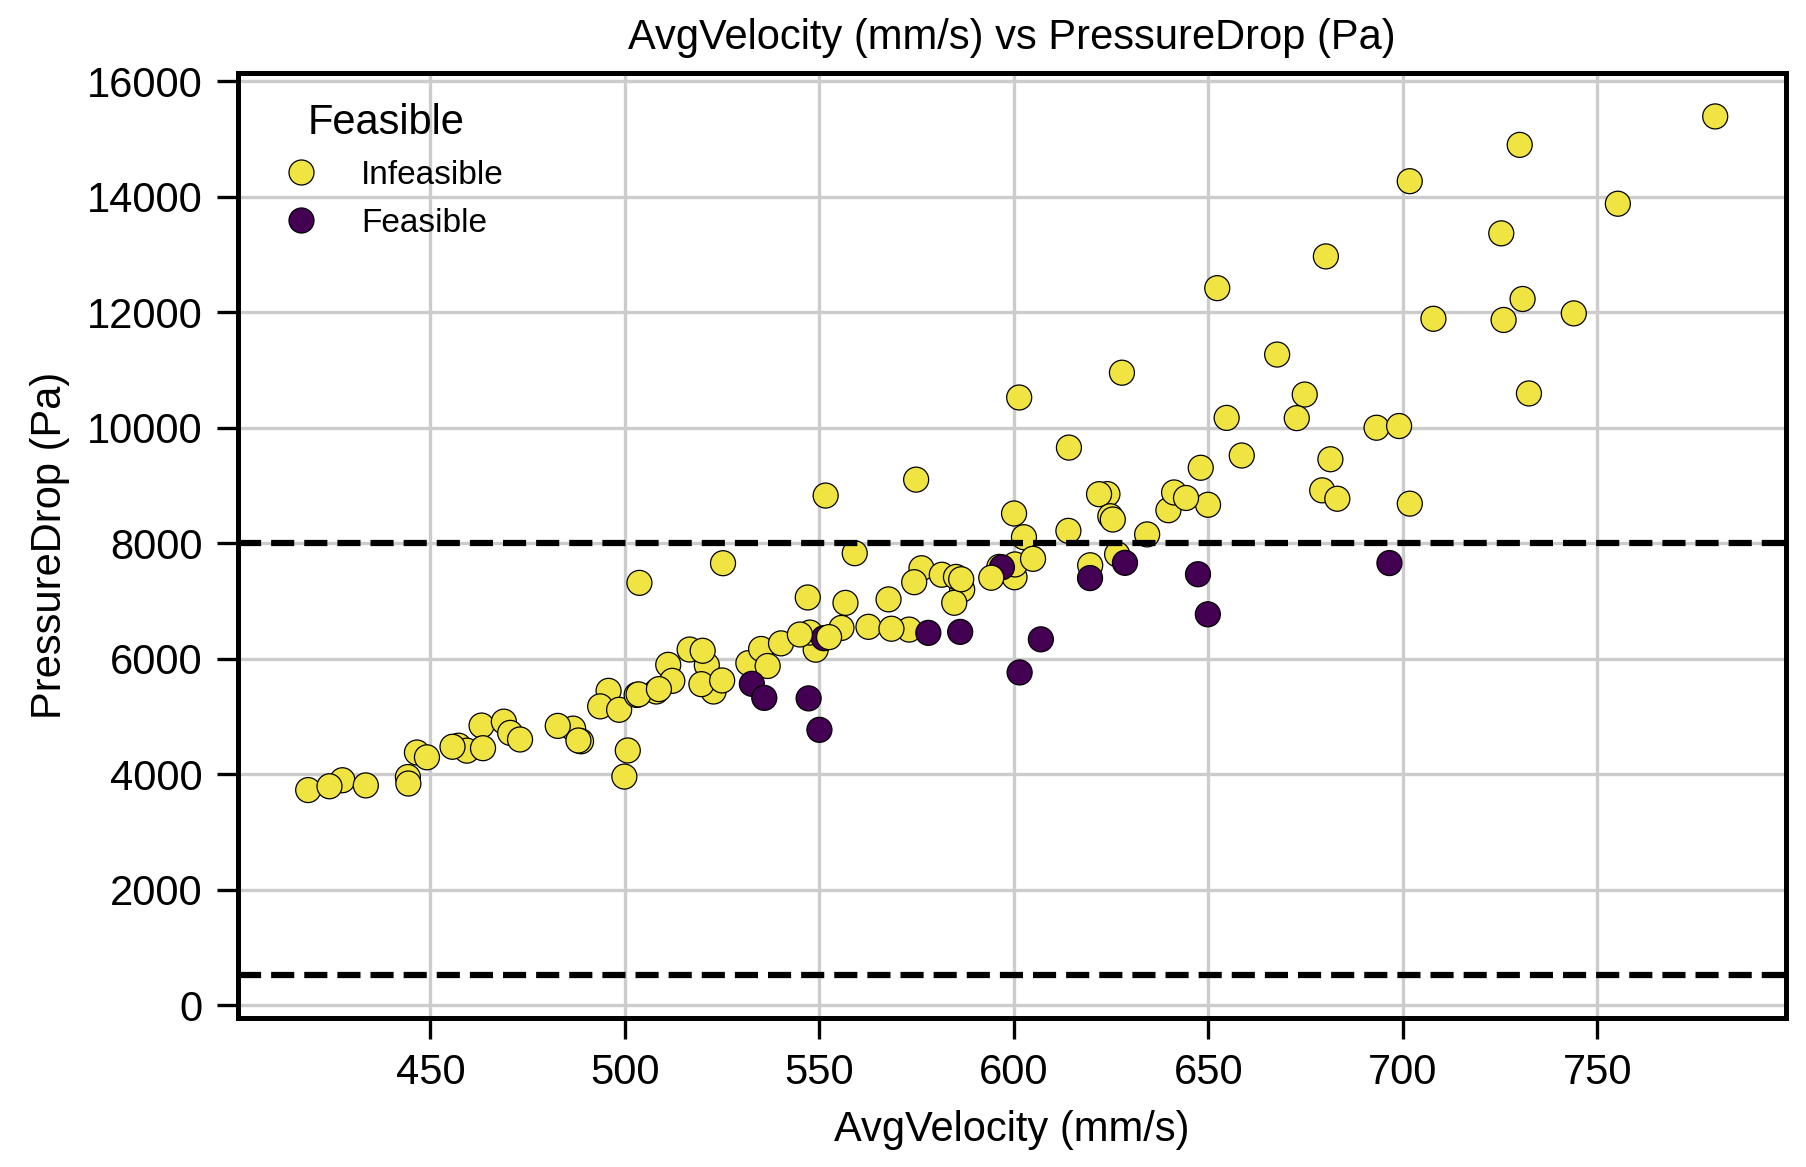 AvgVelocity (mm/s) vs PressureDrop (Pa)
16000
14000
12000
10000
8000
6000
4000
2000
0
PressureDrop (Pa)
Feasible
Infeasible
Feasible
450 500 550 600 650 700 750
AvgVelocity (mm/s)